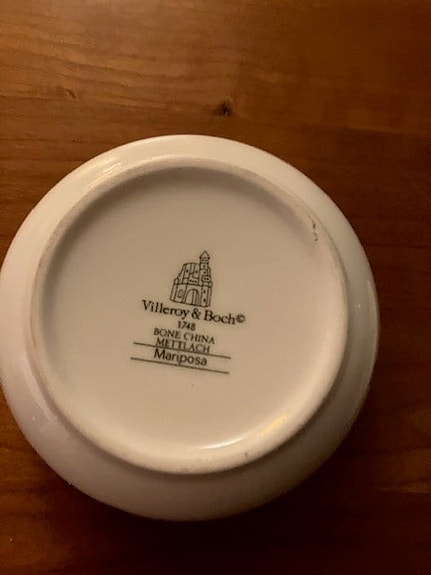 Villeroy & Boch©
1748
BONE CHINA
METTLACH
Mariposa